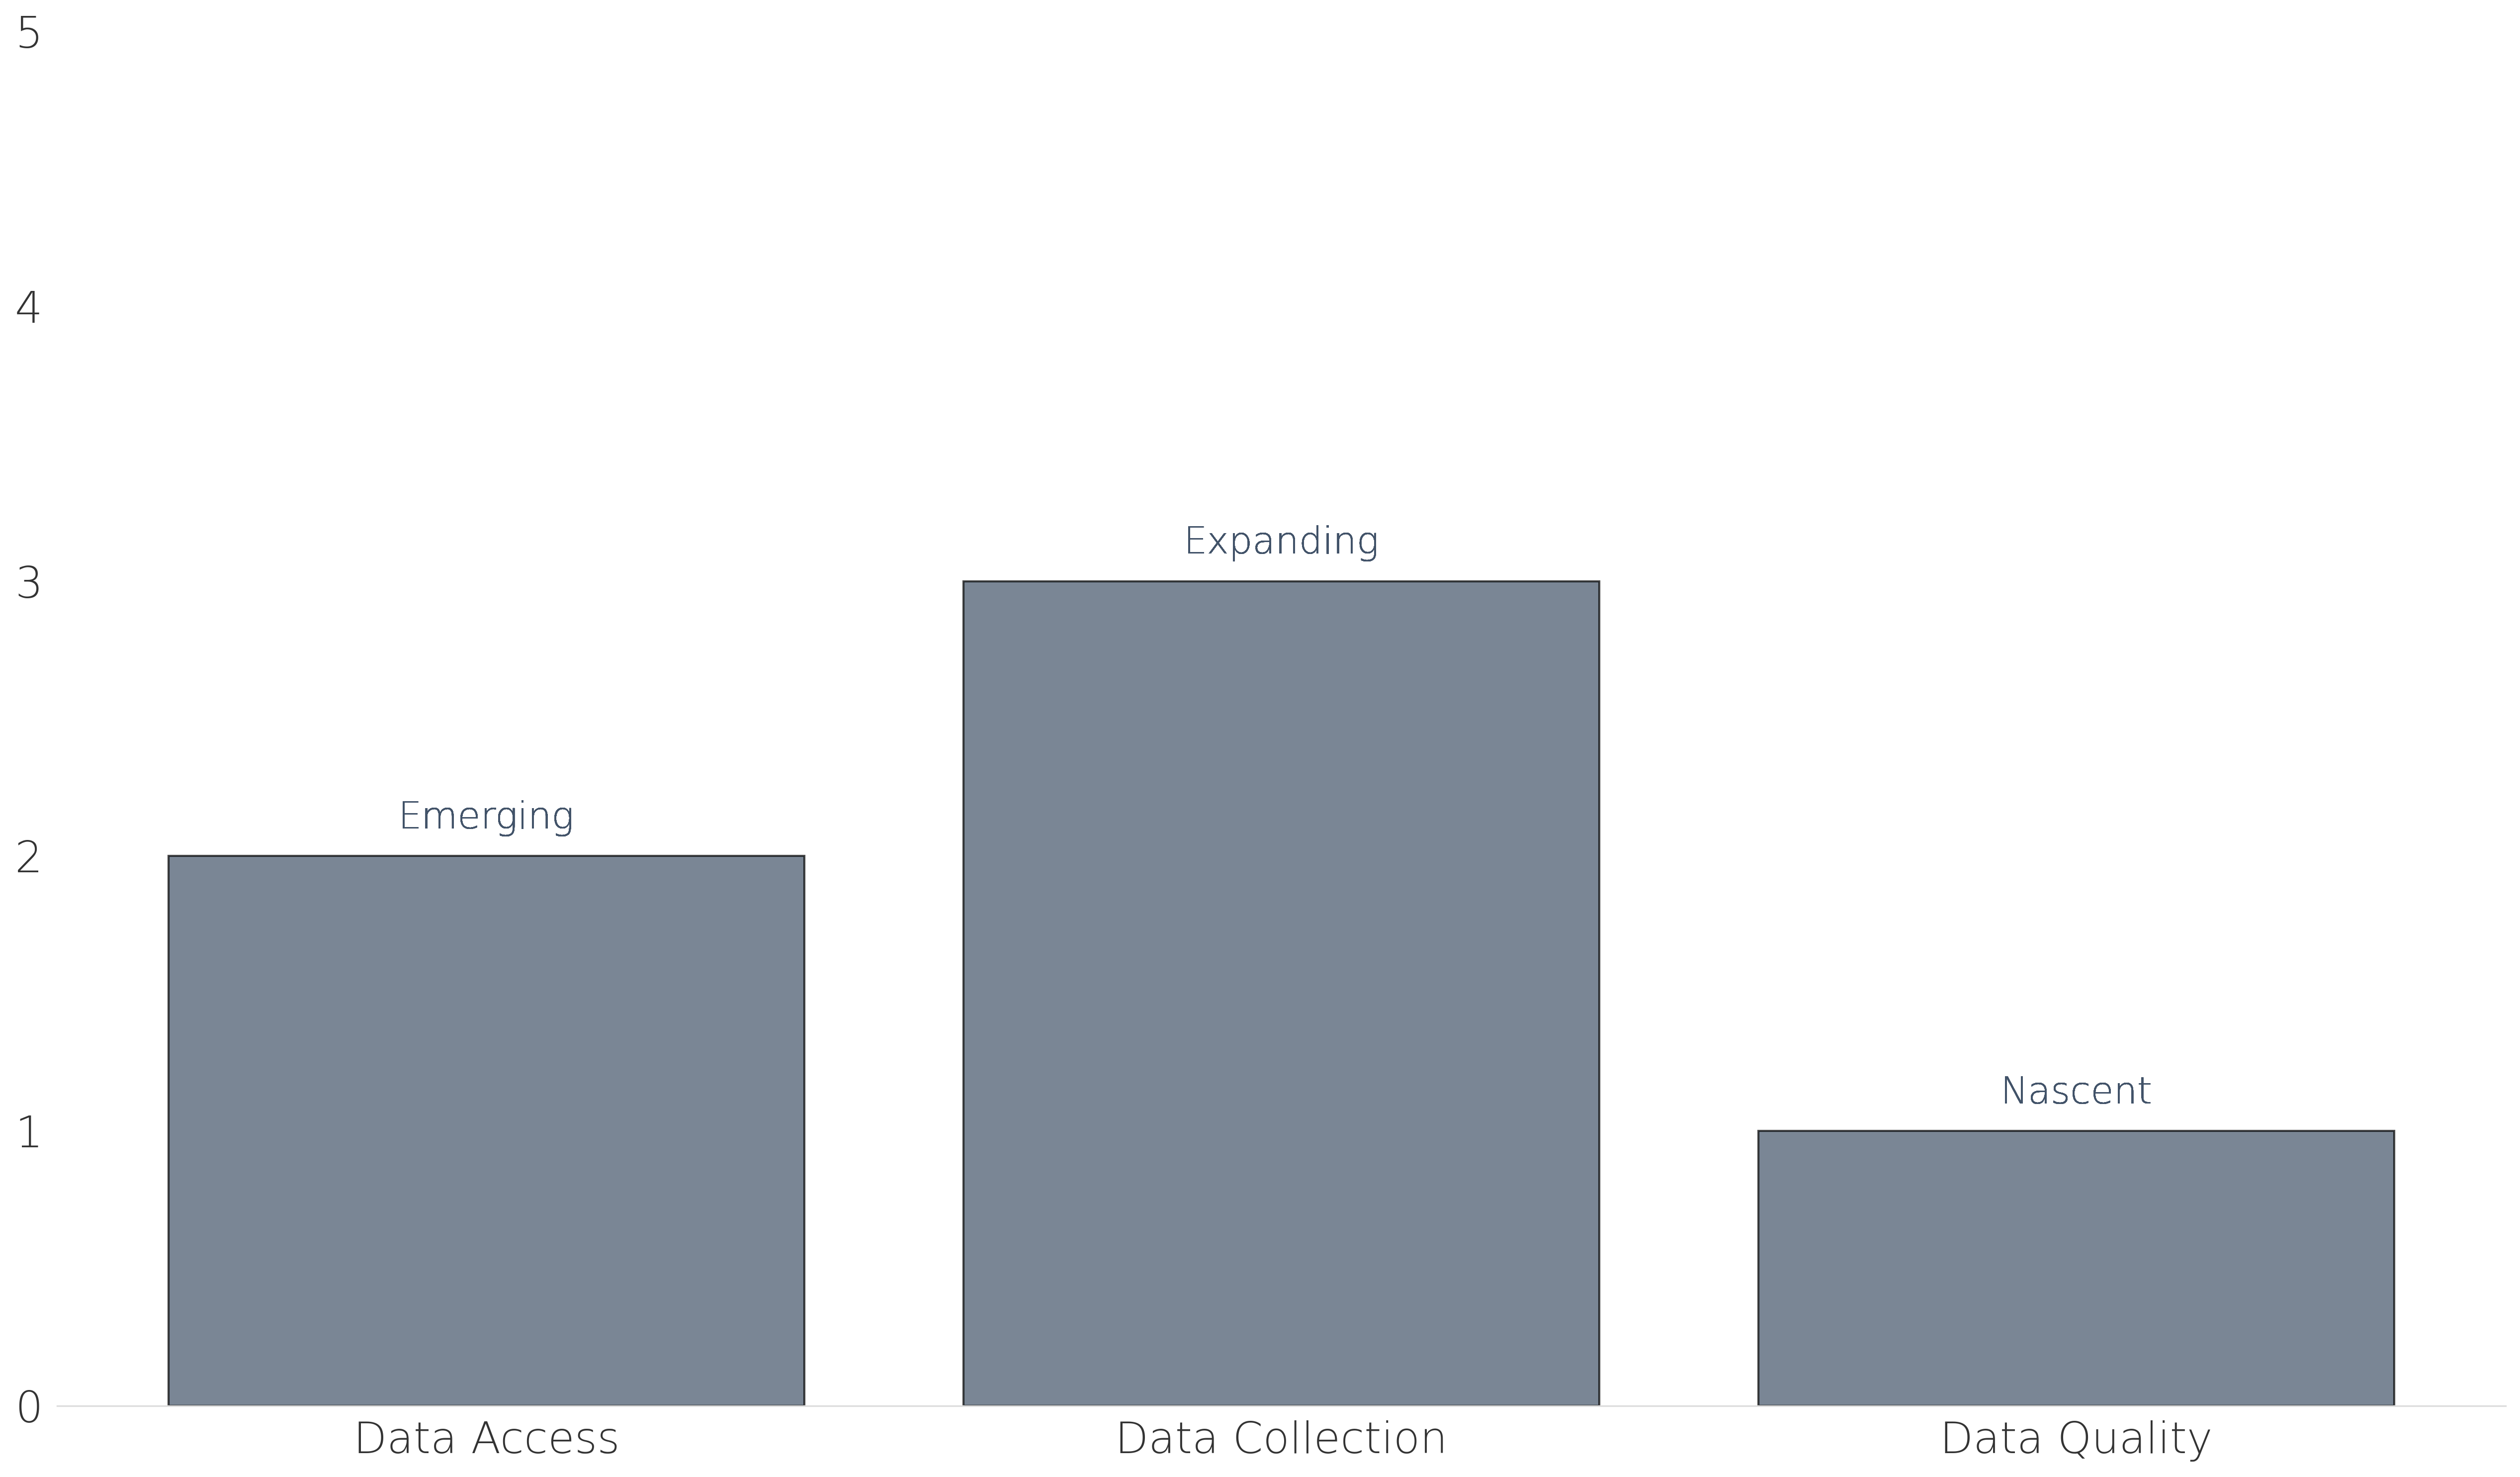 5
4
3
2
1
0
Expanding
Emerging
Nascent
Data Access
Data Collection
Data Quality